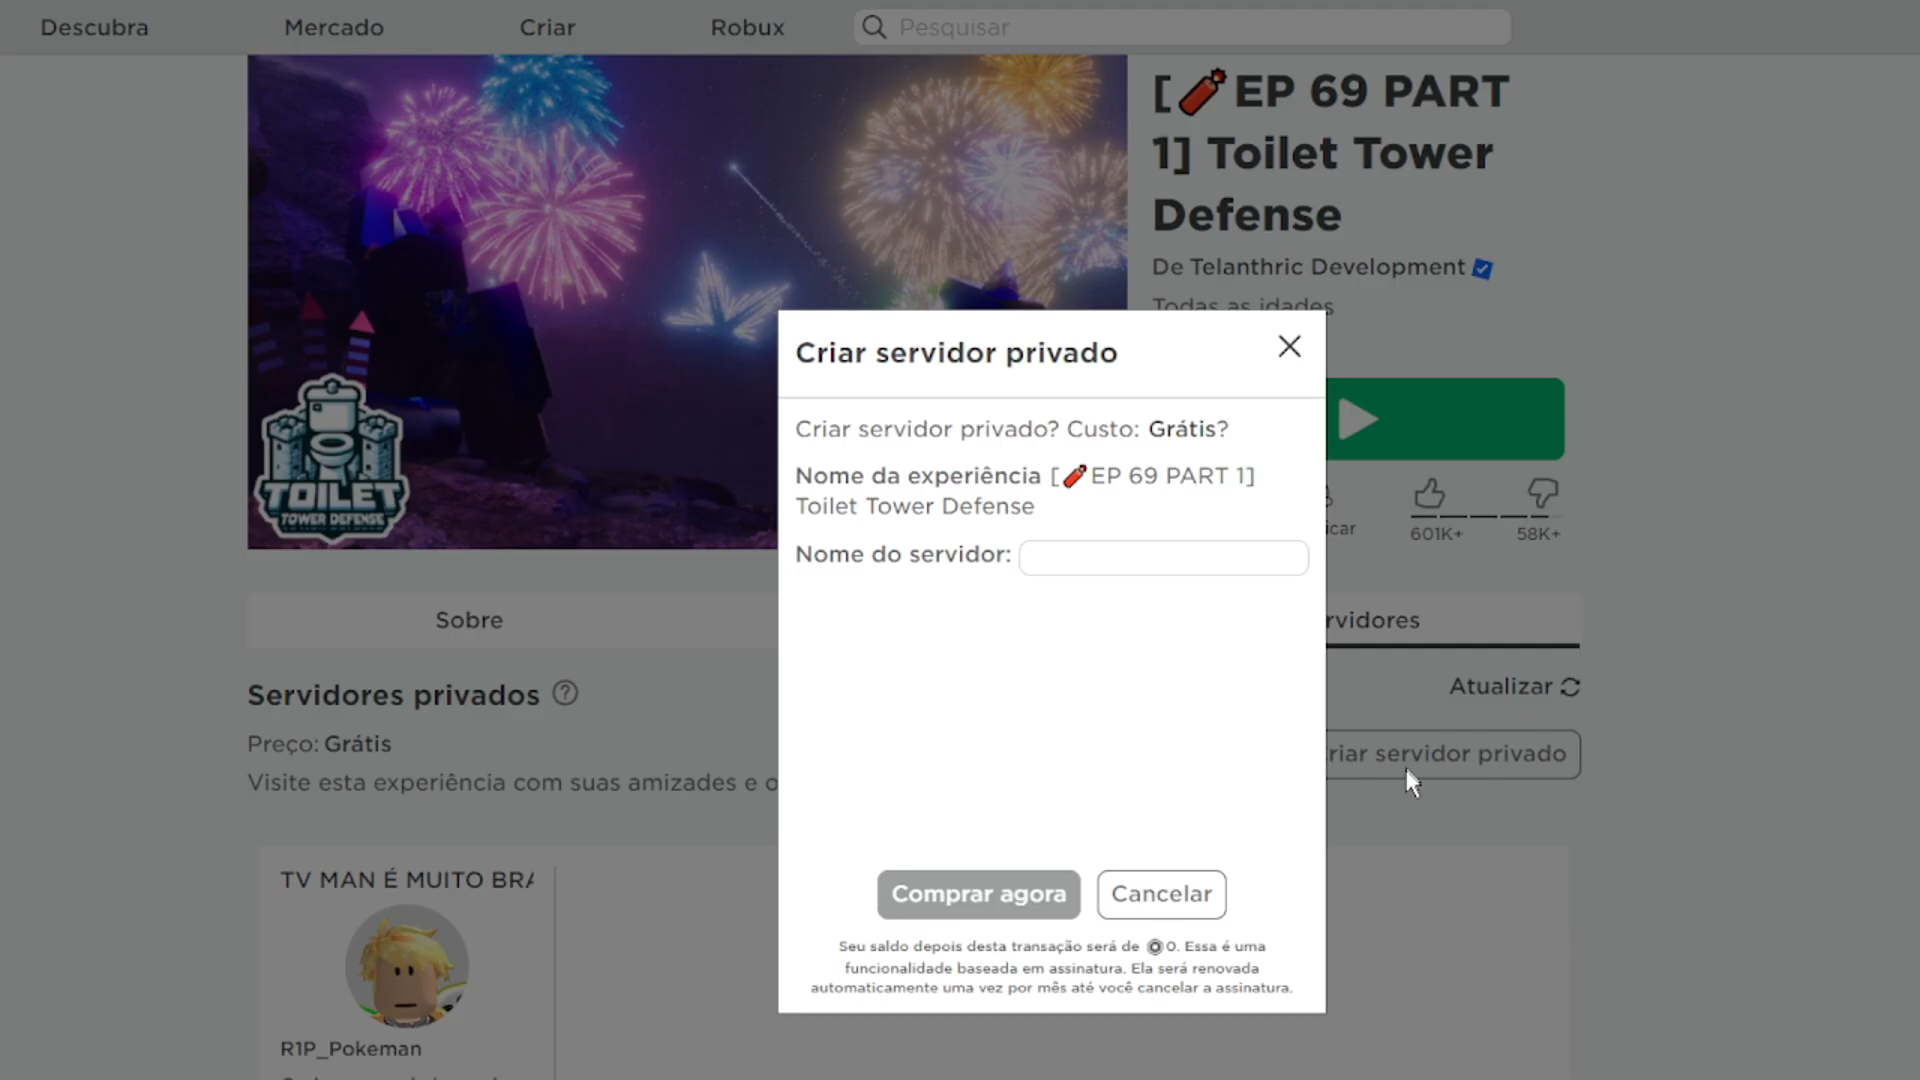 Descubra
Mercado
Criar
Robux
Pesquisar
[🧨EP 69 PART
1] Toilet Tower
Defense
De Telanthric Development
Todas as idades
TOILET
TOWER DEFENSE
Criar servidor privado
Criar servidor privado? Custo: Grátis?
Nome da experiência [🧨EP 69 PART 1]
Toilet Tower Defense
Nome do servidor:
icar
601K+
58K+
Sobre
rvidores
Servidores privados
Atualizar
Preço: Grátis
riar servidor privado
Visite esta experiência com suas amizades e o
Comprar agora
Cancelar
Seu saldo depois desta transação será de 0. Essa é uma
funcionalidade baseada em assinatura. Ela será renovada
automaticamente uma vez por mês até você cancelar a assinatura.
TV MAN É MUITO BRA
R1P_Pokeman